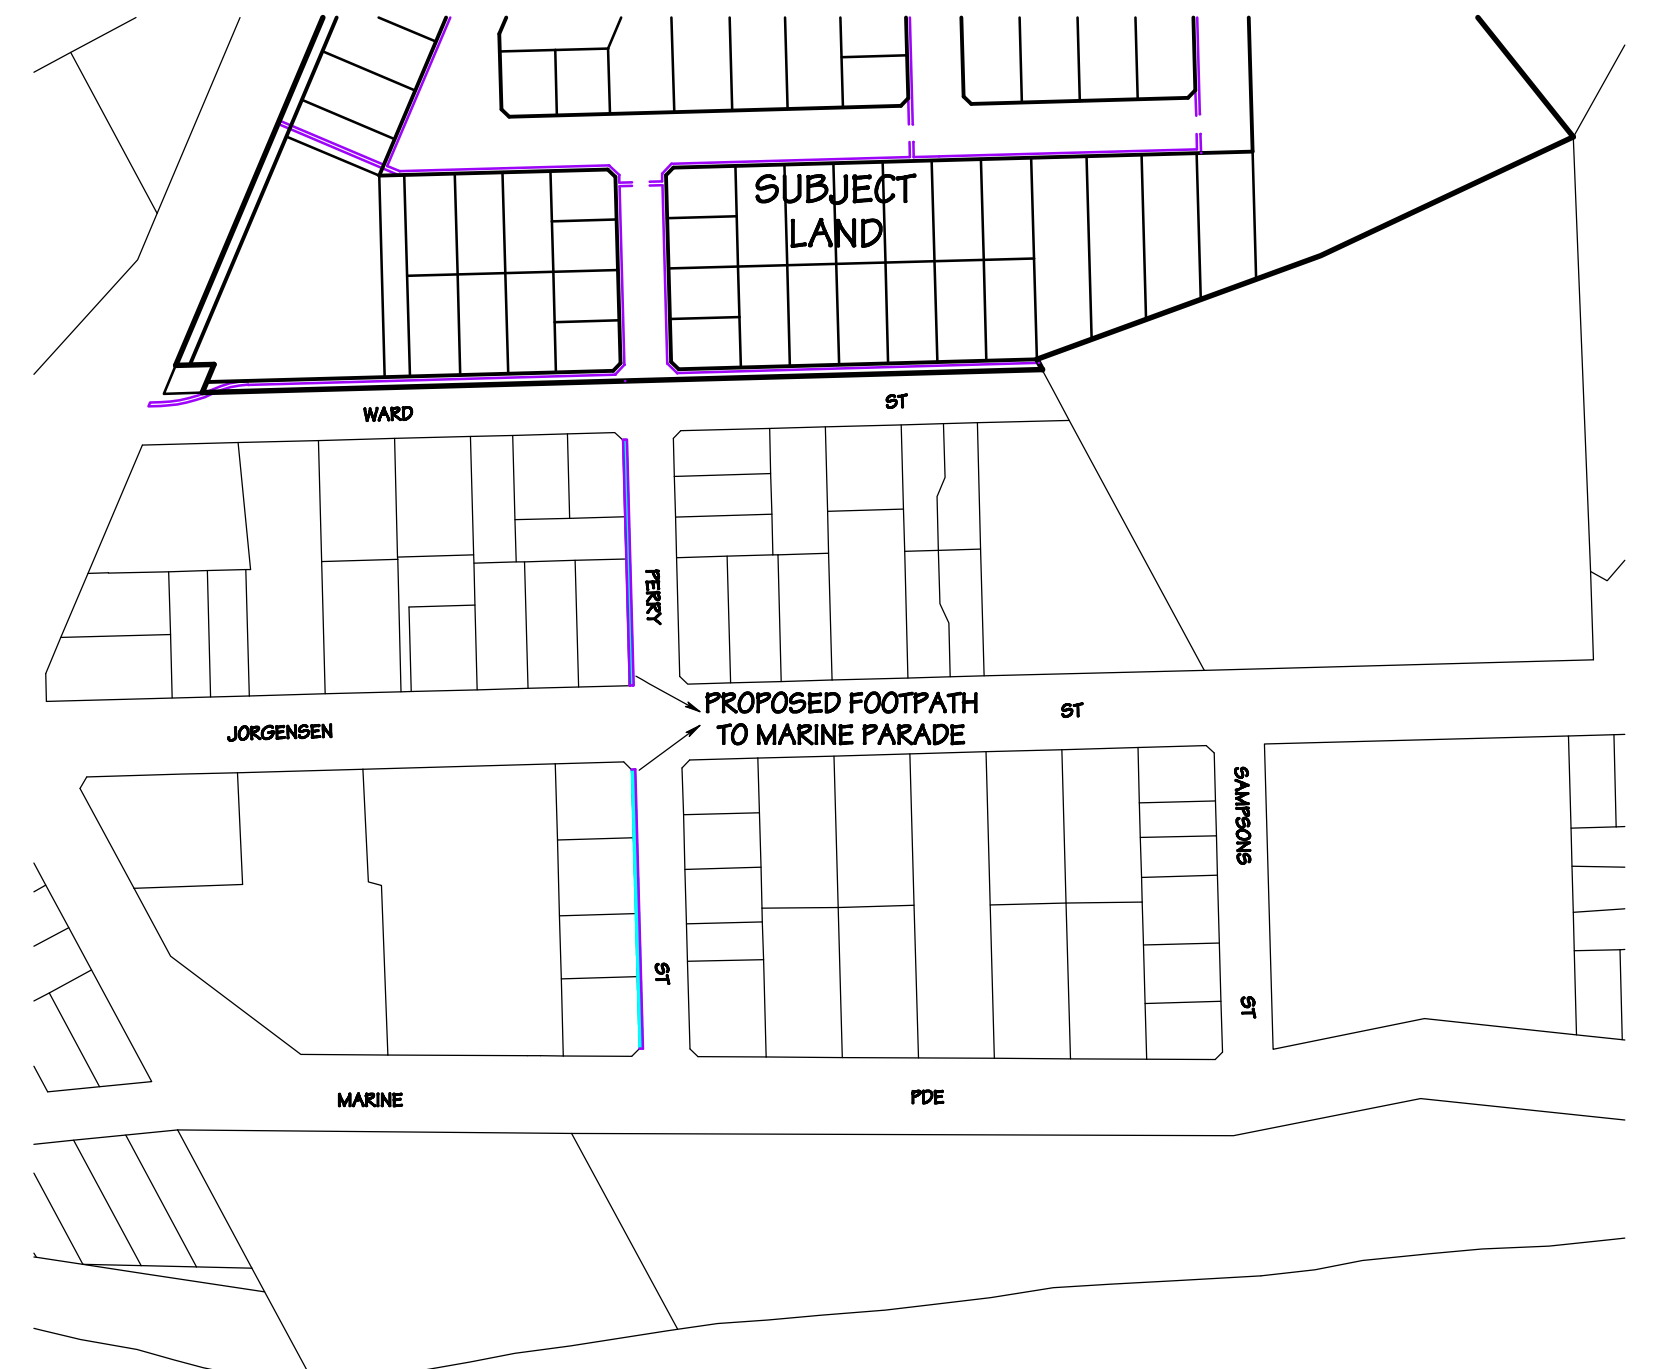 SUBJECT
LAND
WARD
ST
PERRY
PROPOSED FOOTPATH
TO MARINE PARADE
ST
JORGENSEN
SAMPSONS
ST
ST
MARINE
PDE